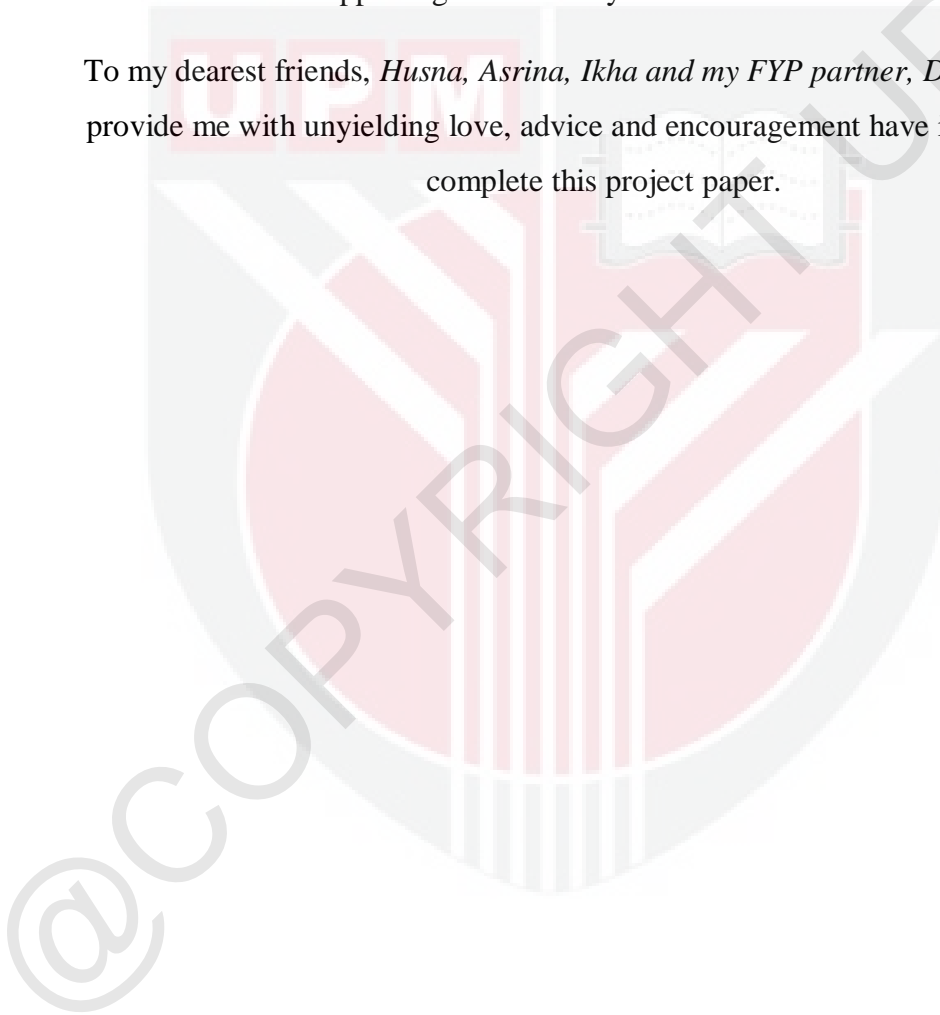 To my dearest friends, Husna, Asrina, Ikha and my FYP partner, D
provide me with unyielding love, advice and encouragement have
complete this project paper.
UPM
@COPYRIGHT UP